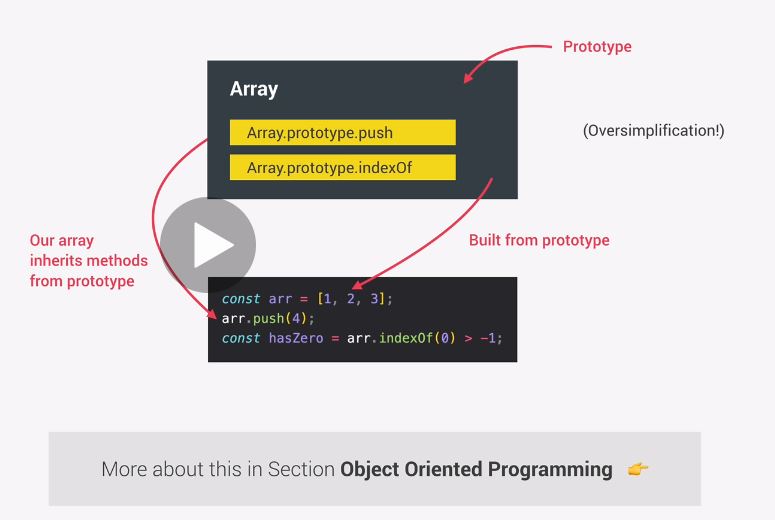 Prototype
Array
(Oversimplification!)
Array.prototype.push
Array.prototype.indexOf
Our array
inherits methods
from prototype
Built from prototype
const arr = [1, 2, 3];
arr.push(4);
const hasZero = arr.indexOf(0) > -1;
More about this in Section Object Oriented Programming 👉